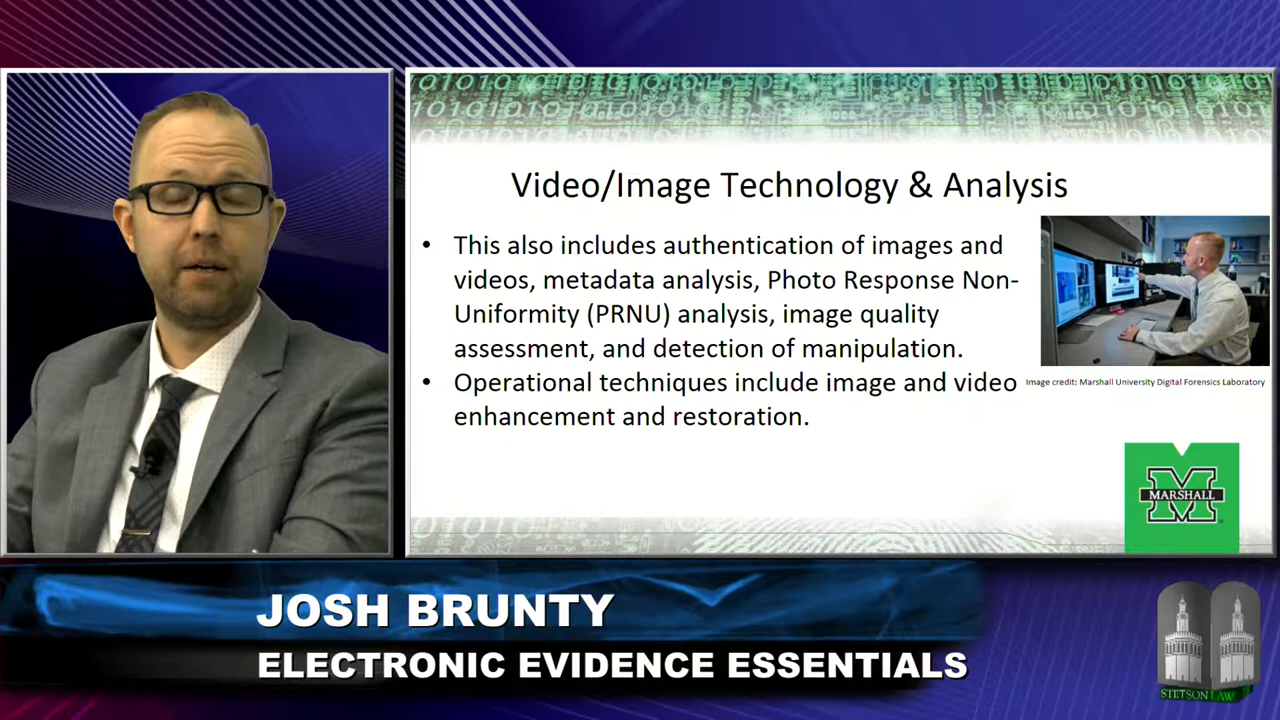 Video/Image Technology & Analysis
• This also includes authentication of images and
videos, metadata analysis, Photo Response Non-
Uniformity (PRNU) analysis, image quality
assessment, and detection of manipulation.
• Operational techniques include image and video
enhancement and restoration.
Image credit: Marshall University Digital Forensics Laboratory
MARSHALL
JOSH BRUNTY
ELECTRONIC EVIDENCE ESSENTIALS
STETSON LAW